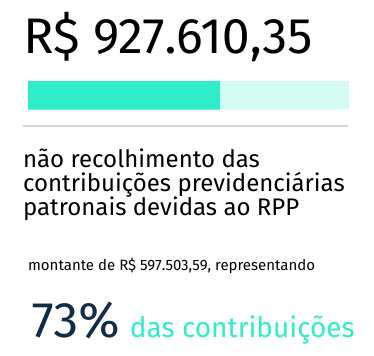 R$ 927.610,35
não recolhimento das
contribuições previdenciárias
patronais devidas ao RPP
montante de R$ 597.503,59, representando
73% das contribuições